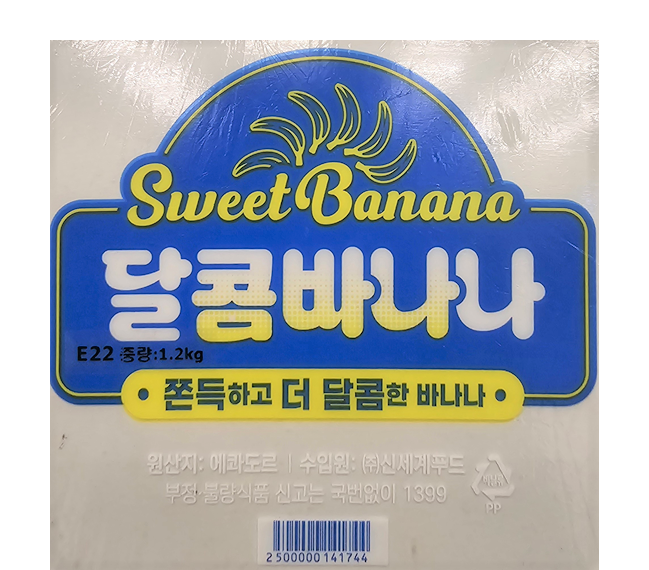 Sweet Banana
달콤바나나
E22 중량:1.2kg
• 쫀득하고 더 달콤한 바나나 •
원산지: 에콰도르 | 수입원: ㈜신세계푸드
부정·불량식품 신고는 국번없이 1399
PP
2500000141744